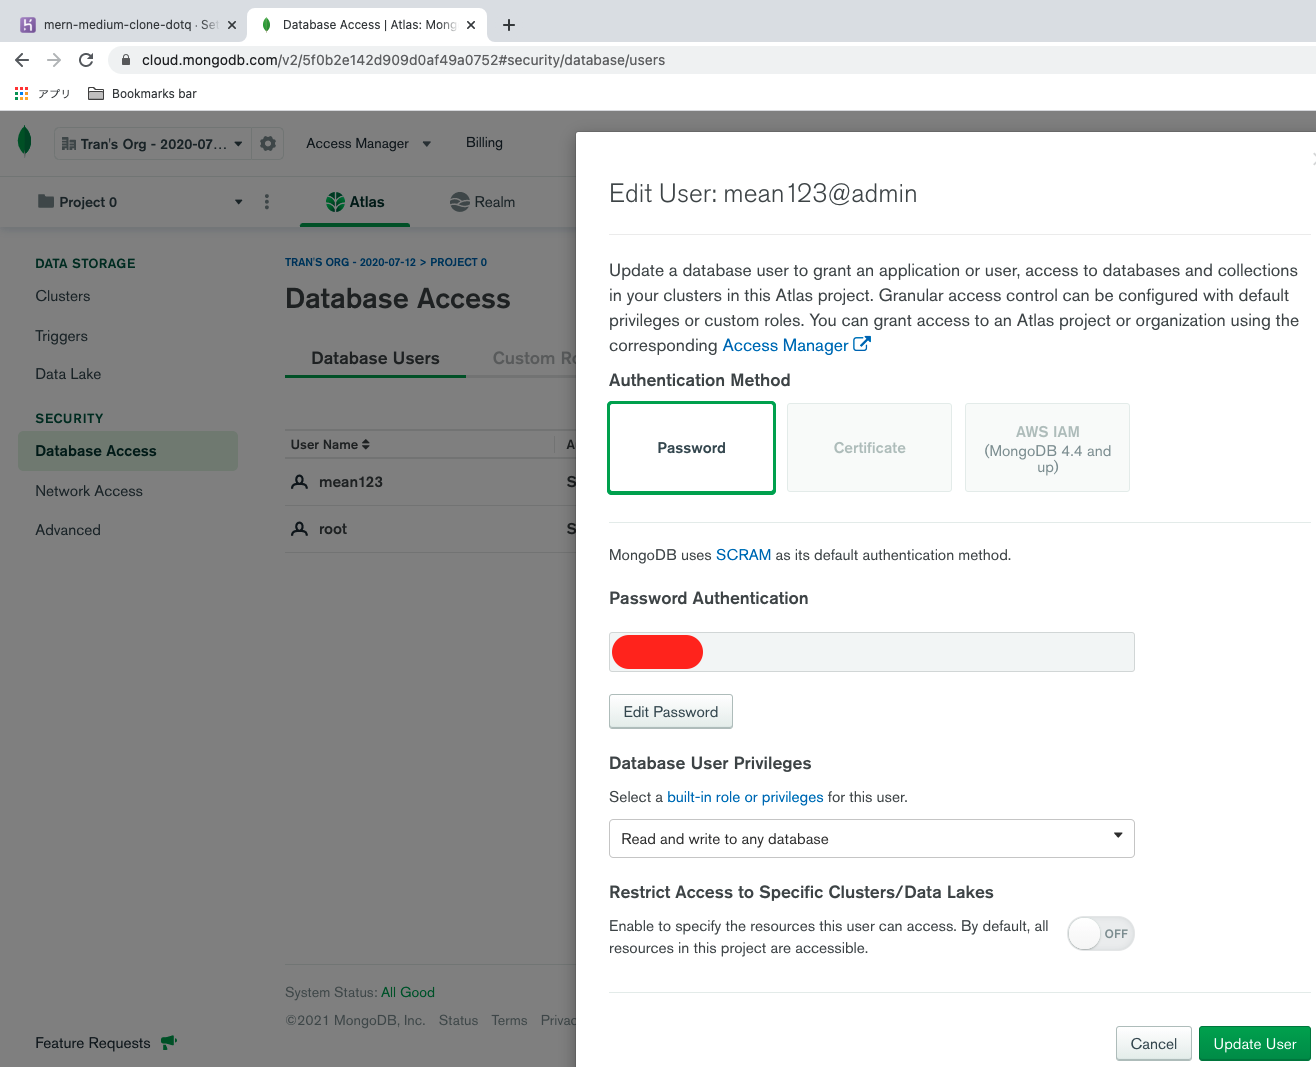 mern-medium-clone-dotq · Set
Database Access | Atlas: Mong
cloud.mongodb.com/v2/5f0b2e142d909d0af49a0752#security/database/users
アプリ
Bookmarks bar
Tran's Org - 2020-07...
Access Manager
Billing
Project 0
Atlas
Realm
DATA STORAGE
Clusters
Triggers
Data Lake
SECURITY
Database Access
Network Access
Advanced
Feature Requests
TRAN'S ORG - 2020-07-12 > PROJECT 0
Database Access
Database Users
Custom Ro
User Name
A
mean123
S
root
S
System Status: All Good
©2021 MongoDB, Inc. Status Terms Privac
Edit User: mean123@admin
Update a database user to grant an application or user, access to databases and collections
in your clusters in this Atlas project. Granular access control can be configured with default
privileges or custom roles. You can grant access to an Atlas project or organization using the
corresponding Access Manager
Authentication Method
Password
Certificate
AWS IAM
(MongoDB 4.4 and
up)
MongoDB uses SCRAM as its default authentication method.
Password Authentication
Edit Password
Database User Privileges
Select a built-in role or privileges for this user.
Read and write to any database
Restrict Access to Specific Clusters/Data Lakes
Enable to specify the resources this user can access. By default, all
resources in this project are accessible.
OFF
Cancel
Update User